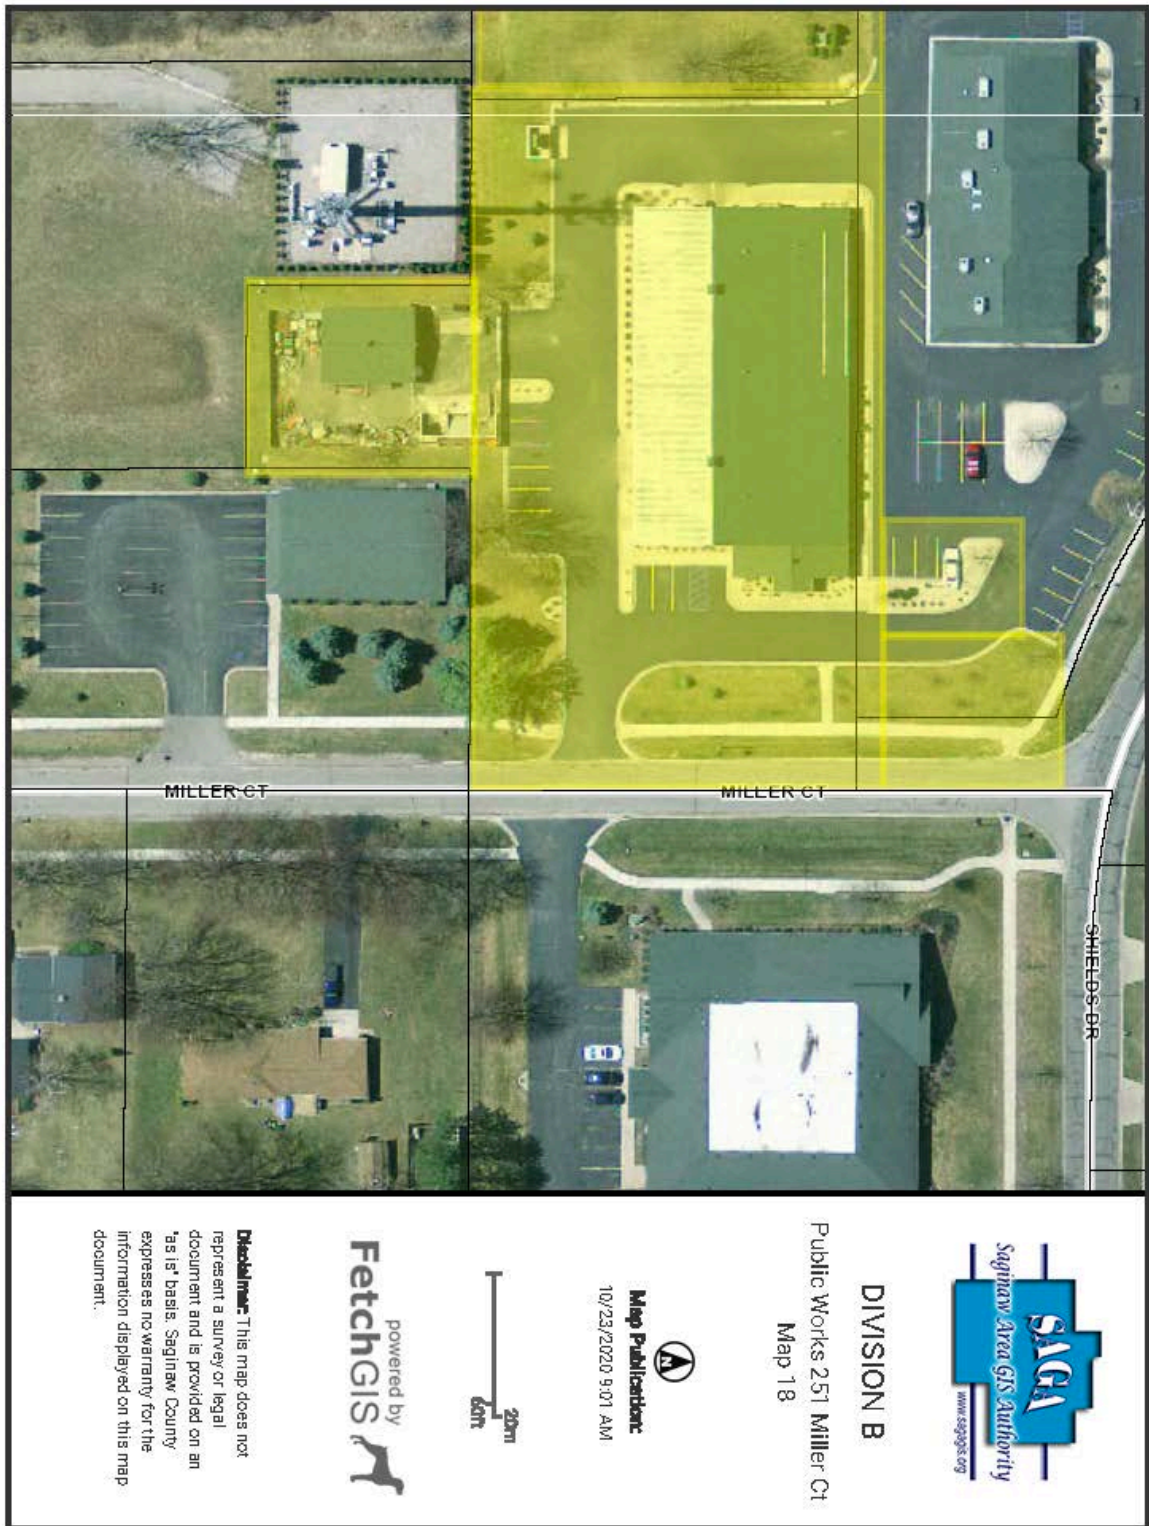 MILLER CT
MILLER CT
SHIELDS DR
SAGA
Saginaw Area GIS Authority
www.sagagis.org
DIVISION B
Public Works 251 Miller Ct
Map 18
N
Map Publication:
10/23/2020 9:01 AM
20m
60ft
powered by
FetchGIS
Disclaimer: This map does not
represent a survey or legal
document and is provided on an
"as is" basis. Saginaw County
expresses no warranty for the
information displayed on this map
document.